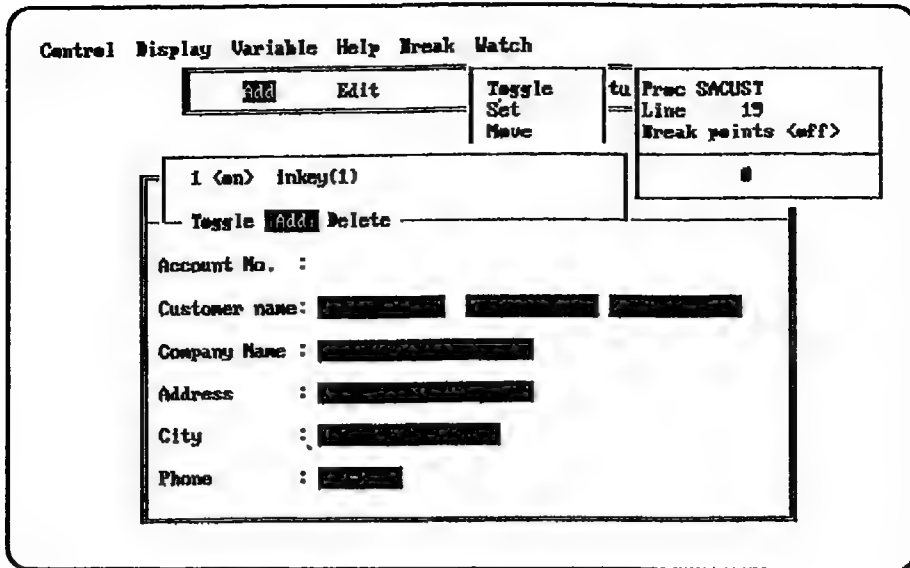 Control Display Variable Help Break Watch
Add Edit
Toggle
Set
Move
tu
Proc SACUST
Line 19
Break points <off>
1 <on> inkey(1)
Toggle Add Delete
Account No. :
Customer name:
Company Name :
Address :
City :
Phone :